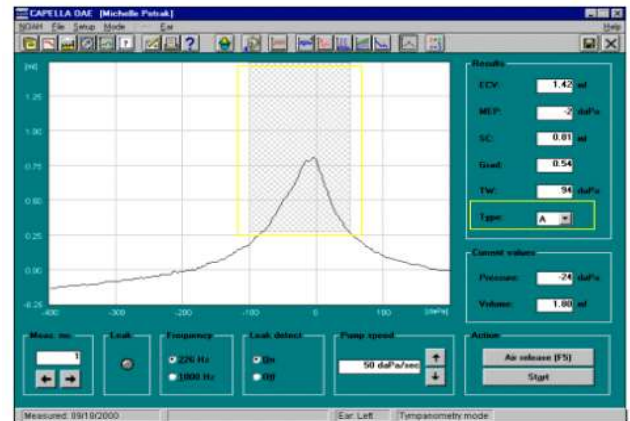 CAPELLA OAE [Michelle Petrak]
NOAH File Setup Mode Ear Help
[ml]
1.25
1.00
0.75
0.50
0.25
0.00
-0.25
-400 -300 -200 -100 0 100 [daPa]
Results
ECV: 1.42 ml
MEP: -2 daPa
SC: 0.81 ml
Grad: 0.54
TW: 94 daPa
Type: A
Current values
Pressure: -24 daPa
Volume: 1.80 ml
Meas. no. Leak Frequency Leak detect Pump speed Action
1 226 Hz On 50 daPa/sec Air release (F5)
1000 Hz Off Start
Measured: 09/19/2000 Ear: Left Tympanometry mode